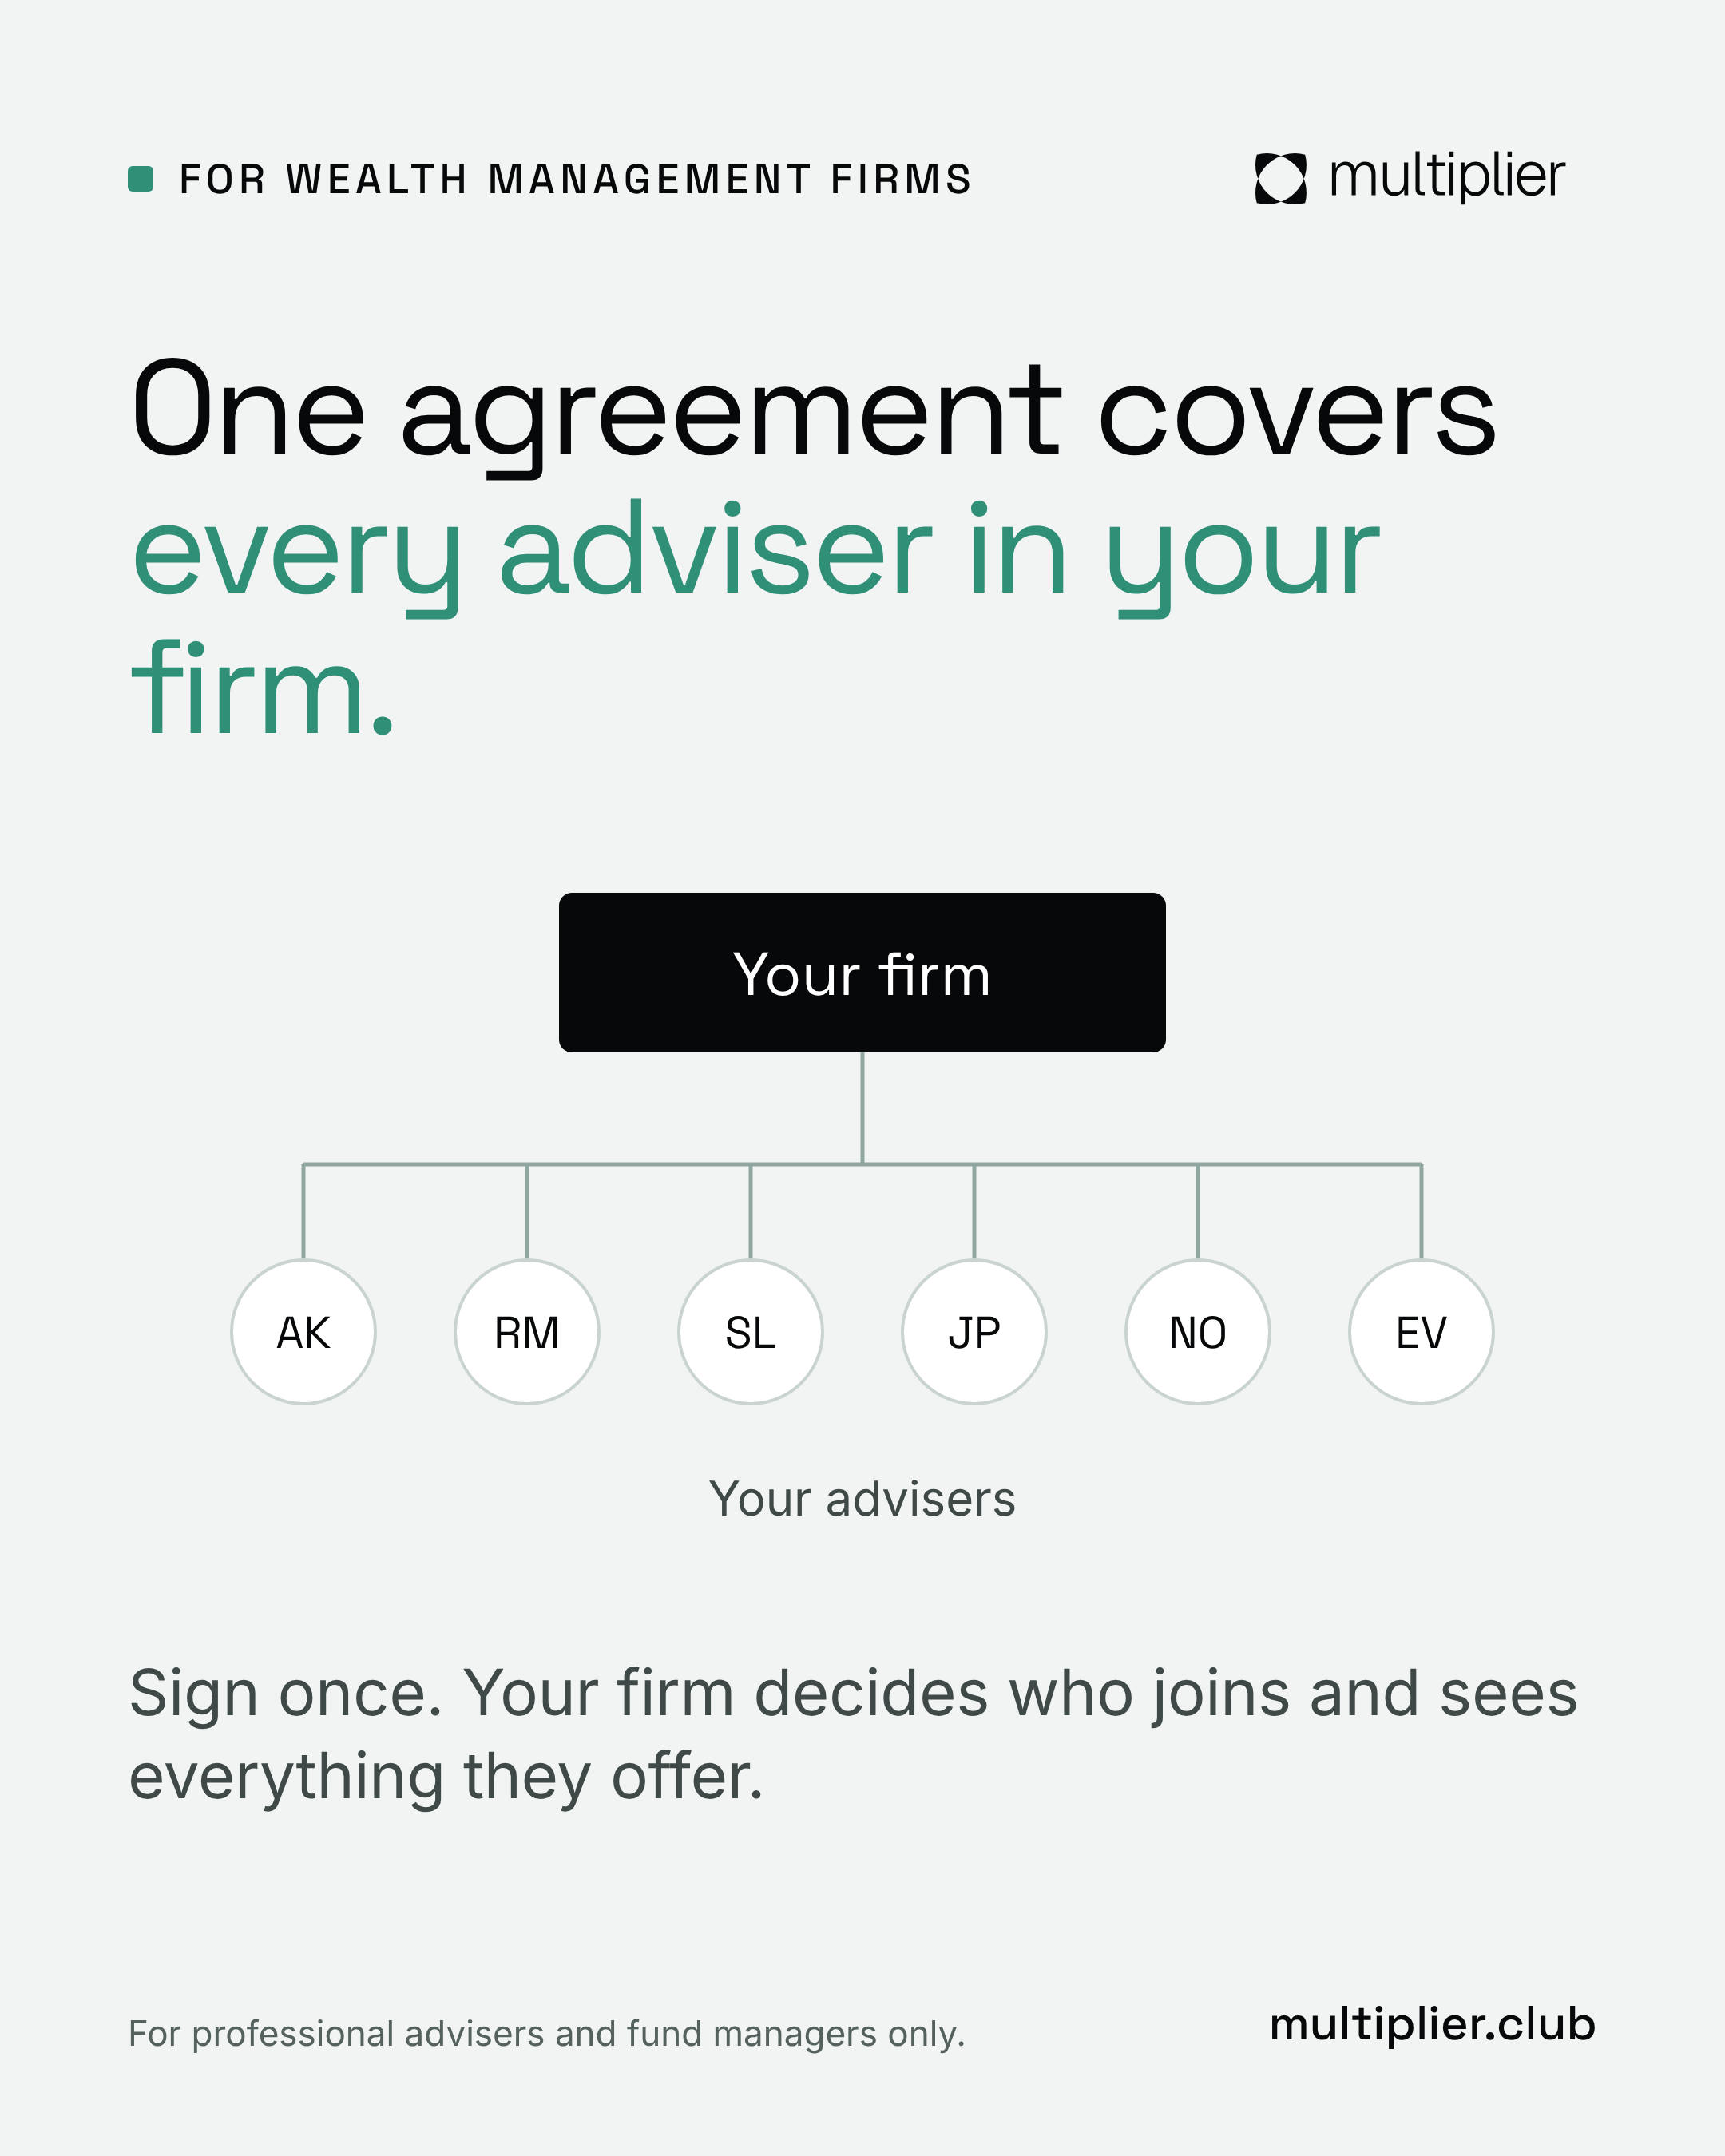 FOR WEALTH MANAGEMENT FIRMS
multiplier
One agreement covers
every adviser in your
firm.
Your firm
AK
RM
SL
JP
NO
EV
Your advisers
Sign once. Your firm decides who joins and sees
everything they offer.
For professional advisers and fund managers only.
multiplier.club